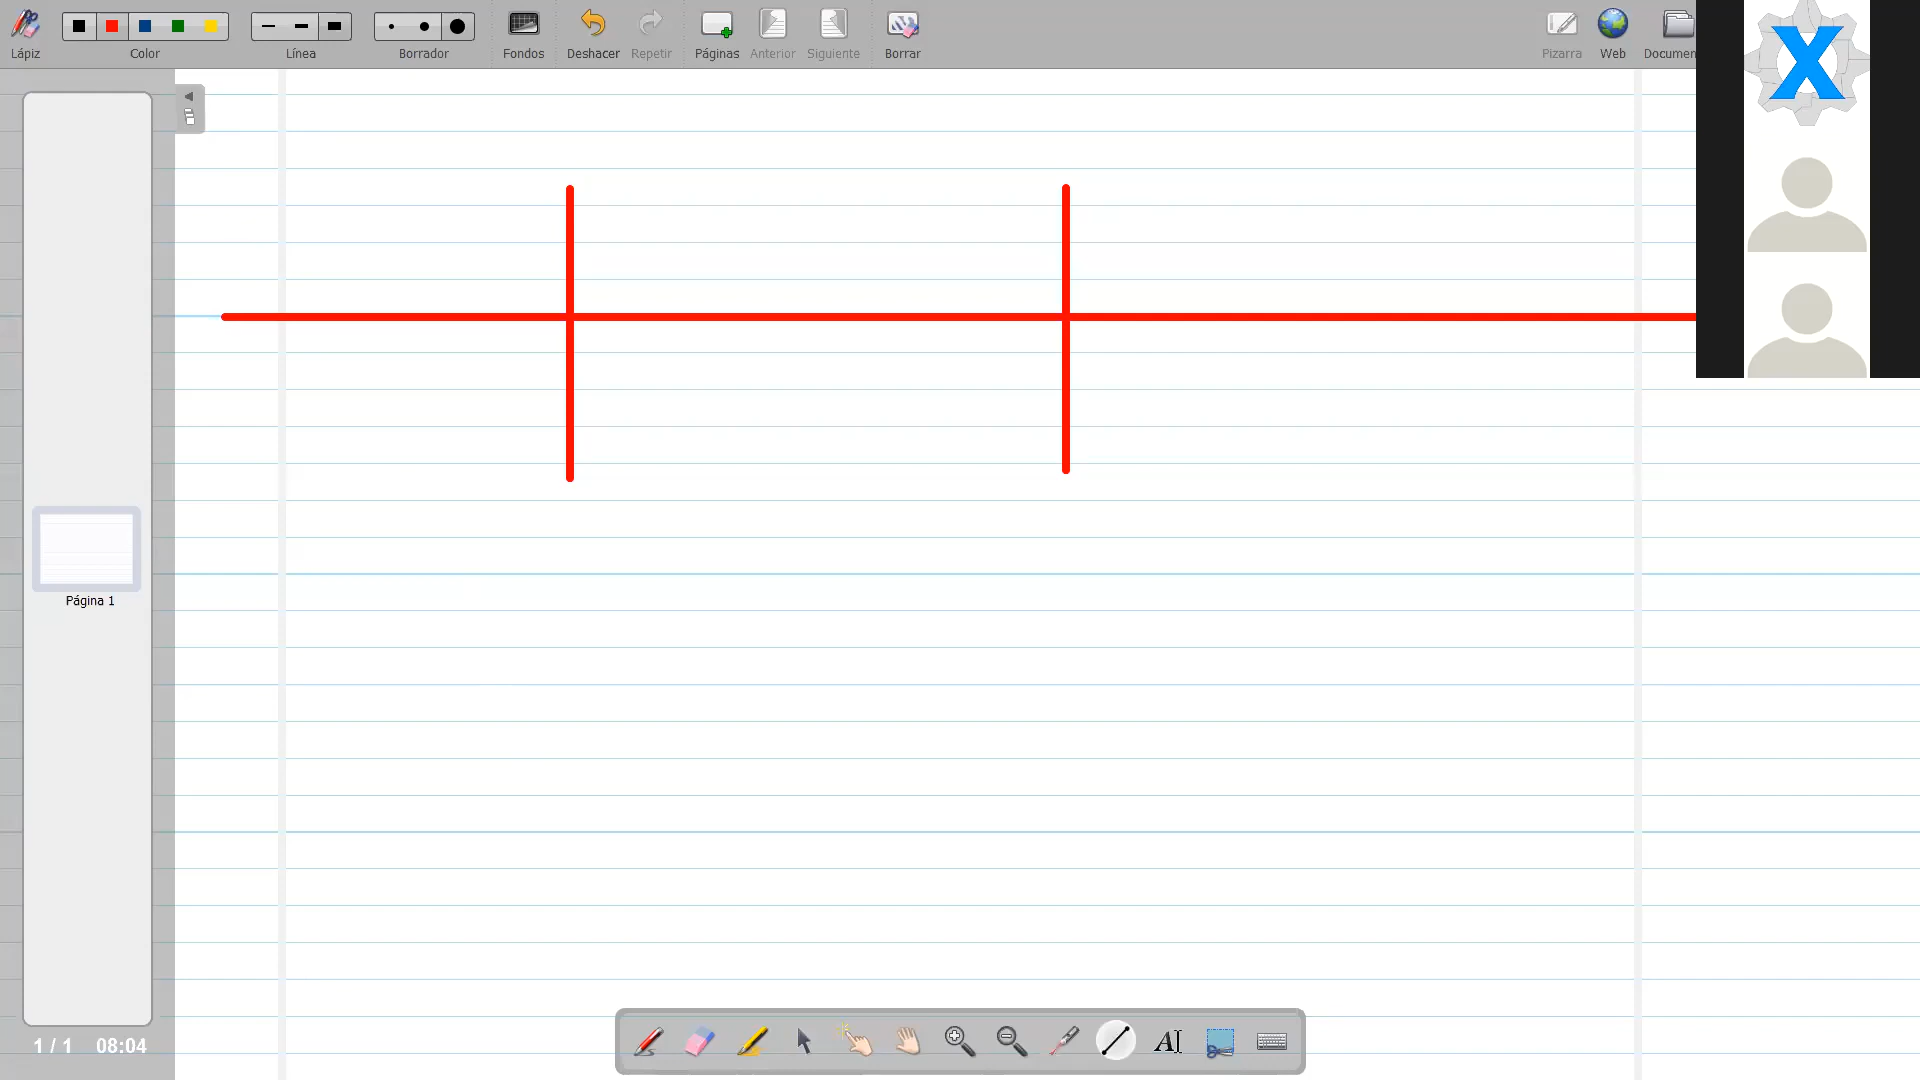 Lápiz
Color
Línea
Borrador
Fondos
Deshacer
Repetir
Páginas
Anterior
Siguiente
Borrar
Pizarra
Web
Documen
X
Página 1
1 / 1 08:04
A